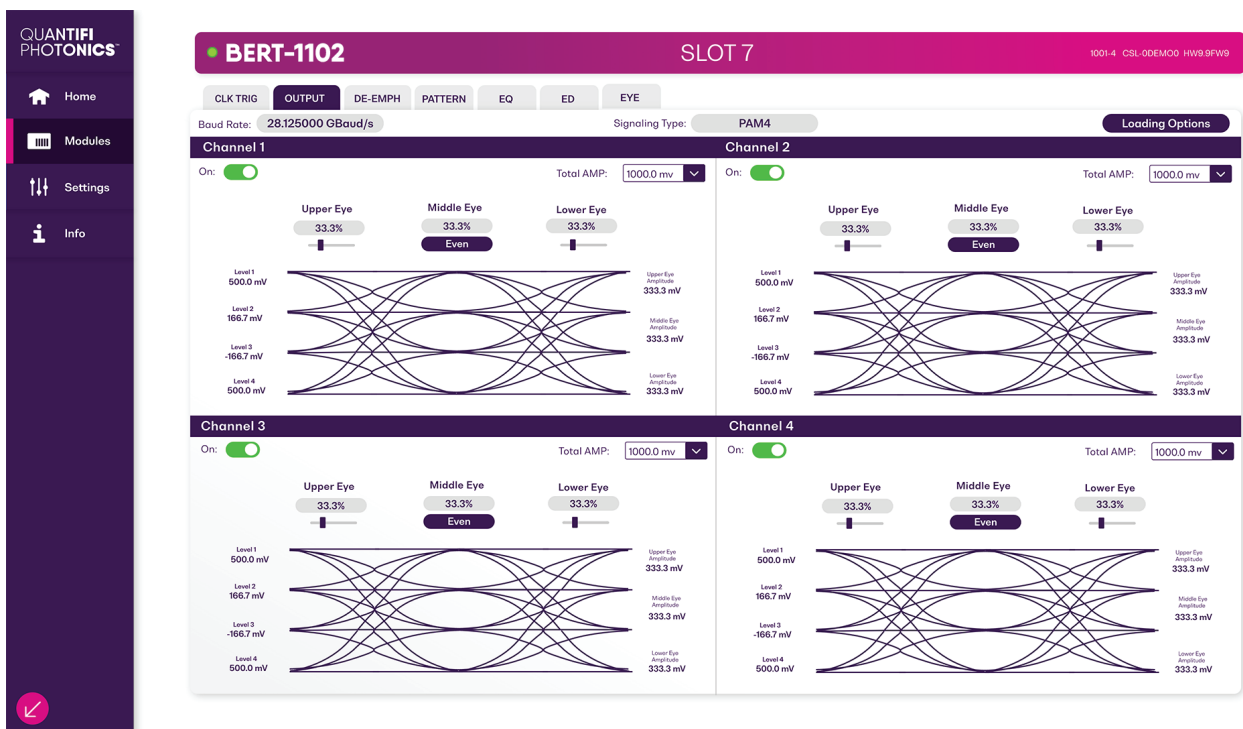 QUANTIFI
PHOTONICS™
Home
Modules
Settings
Info
BERT-1102 SLOT 7 1001-4 CSL-0DEMO0 HW9.9FW9
CLK TRIG OUTPUT DE-EMPH PATTERN EQ ED EYE
Baud Rate: 28.125000 GBaud/s Signaling Type: PAM4 Loading Options
Channel 1
On: Total AMP: 1000.0 mv
Upper Eye Middle Eye Lower Eye
33.3% 33.3% 33.3%
Even
Level 1
500.0 mV
Level 2
166.7 mV
Level 3
-166.7 mV
Level 4
500.0 mV
Upper Eye
Amplitude
333.3 mV
Middle Eye
Amplitude
333.3 mV
Lower Eye
Amplitude
333.3 mV
Channel 2
On: Total AMP: 1000.0 mv
Upper Eye Middle Eye Lower Eye
33.3% 33.3% 33.3%
Even
Level 1
500.0 mV
Level 2
166.7 mV
Level 3
-166.7 mV
Level 4
500.0 mV
Upper Eye
Amplitude
333.3 mV
Middle Eye
Amplitude
333.3 mV
Lower Eye
Amplitude
333.3 mV
Channel 3
On: Total AMP: 1000.0 mv
Upper Eye Middle Eye Lower Eye
33.3% 33.3% 33.3%
Even
Level 1
500.0 mV
Level 2
166.7 mV
Level 3
-166.7 mV
Level 4
500.0 mV
Upper Eye
Amplitude
333.3 mV
Middle Eye
Amplitude
333.3 mV
Lower Eye
Amplitude
333.3 mV
Channel 4
On: Total AMP: 1000.0 mv
Upper Eye Middle Eye Lower Eye
33.3% 33.3% 33.3%
Even
Level 1
500.0 mV
Level 2
166.7 mV
Level 3
-166.7 mV
Level 4
500.0 mV
Upper Eye
Amplitude
333.3 mV
Middle Eye
Amplitude
333.3 mV
Lower Eye
Amplitude
333.3 mV